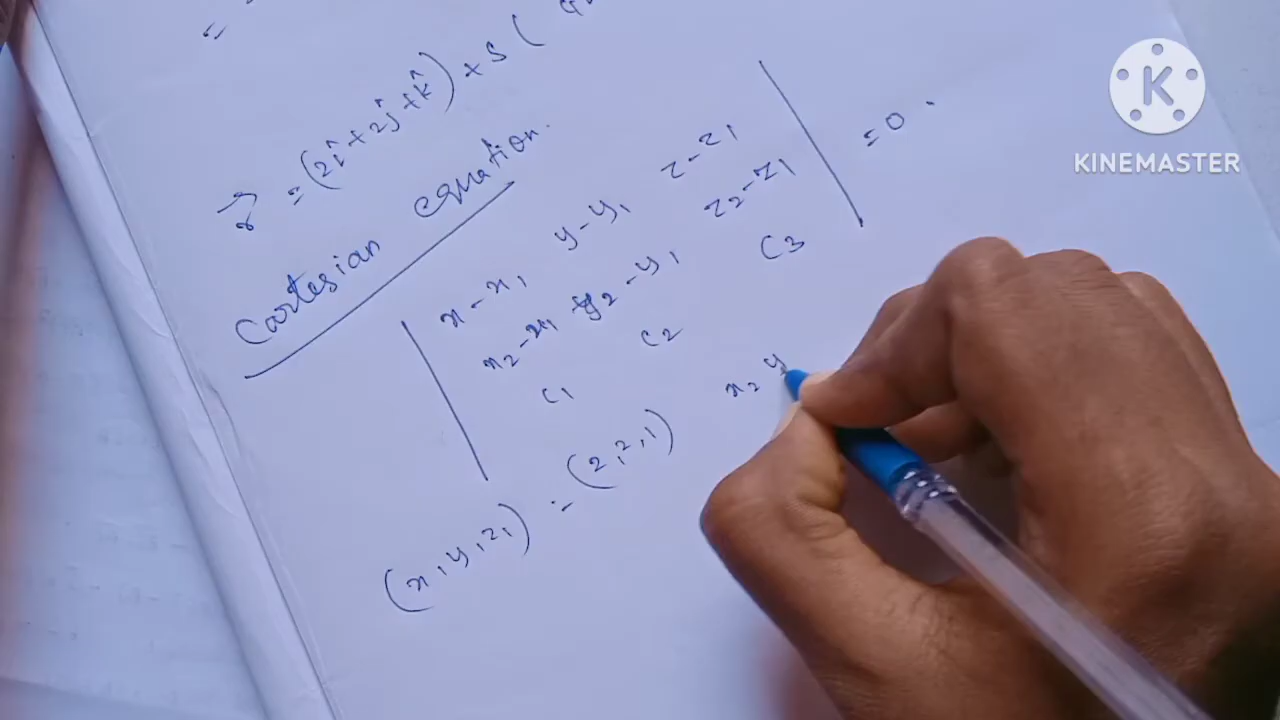 =
r⃗ = (2î + 2ĵ + k̂) + s (
Cartesian equation.
| x - x₁ y - y₁ z - z₁ |
| x₂ - x₁ y₂ - y₁ z₂ - z₁ | = 0.
| c₁ c₂ c₃ |
(x₁ y₁ z₁) = (2, 2, 1) x₂ y
KINEMASTER